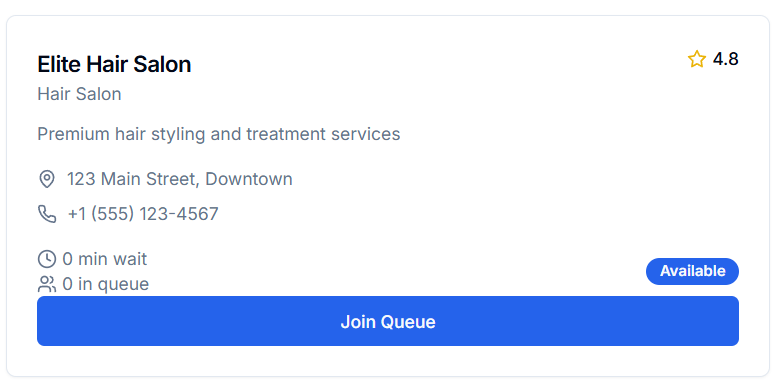 Elite Hair Salon
4.8
Hair Salon
Premium hair styling and treatment services
123 Main Street, Downtown
+1 (555) 123-4567
0 min wait
0 in queue
Available
Join Queue